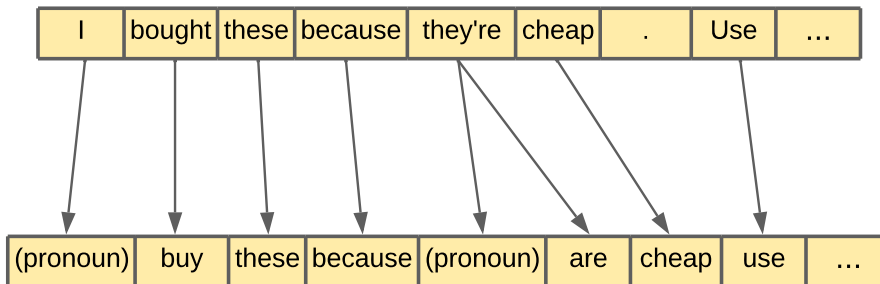 I bought these because they're cheap . Use ...
(pronoun) buy these because (pronoun) are cheap use ...